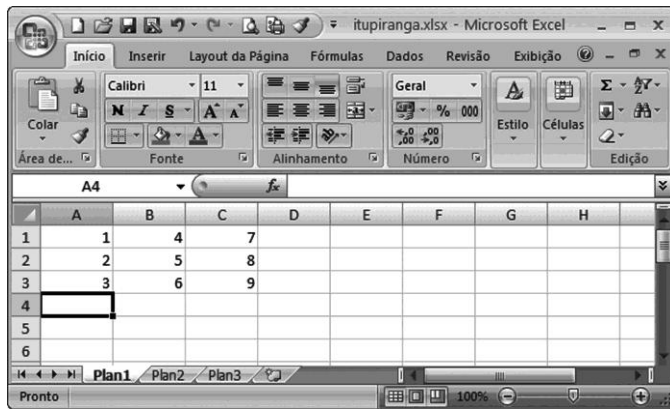 itupiranga.xlsx - Microsoft Excel
Início Inserir Layout da Página Fórmulas Dados Revisão Exibição
Colar
Calibri 11
N I S
Geral
% 000
Estilo
Células
Área de... Fonte Alinhamento Número Edição
A4 fx
A B C D E F G H
1 1 4 7
2 2 5 8
3 3 6 9
4
5
6
Plan1 Plan2 Plan3
Pronto 100%